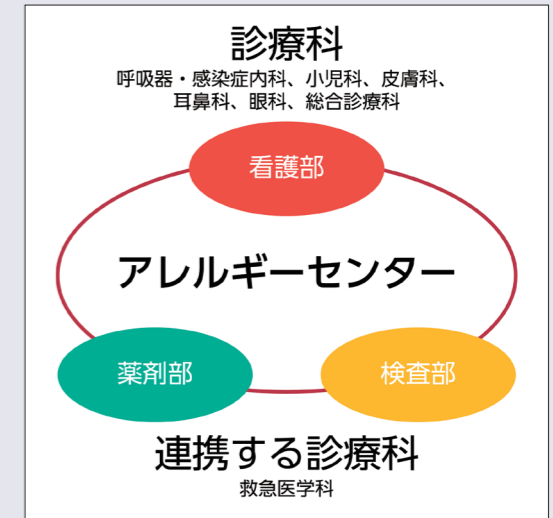 診療科
呼吸器・感染症内科、小児科、皮膚科、
耳鼻科、眼科、総合診療科
看護部
アレルギーセンター
薬剤部
検査部
連携する診療科
救急医学科